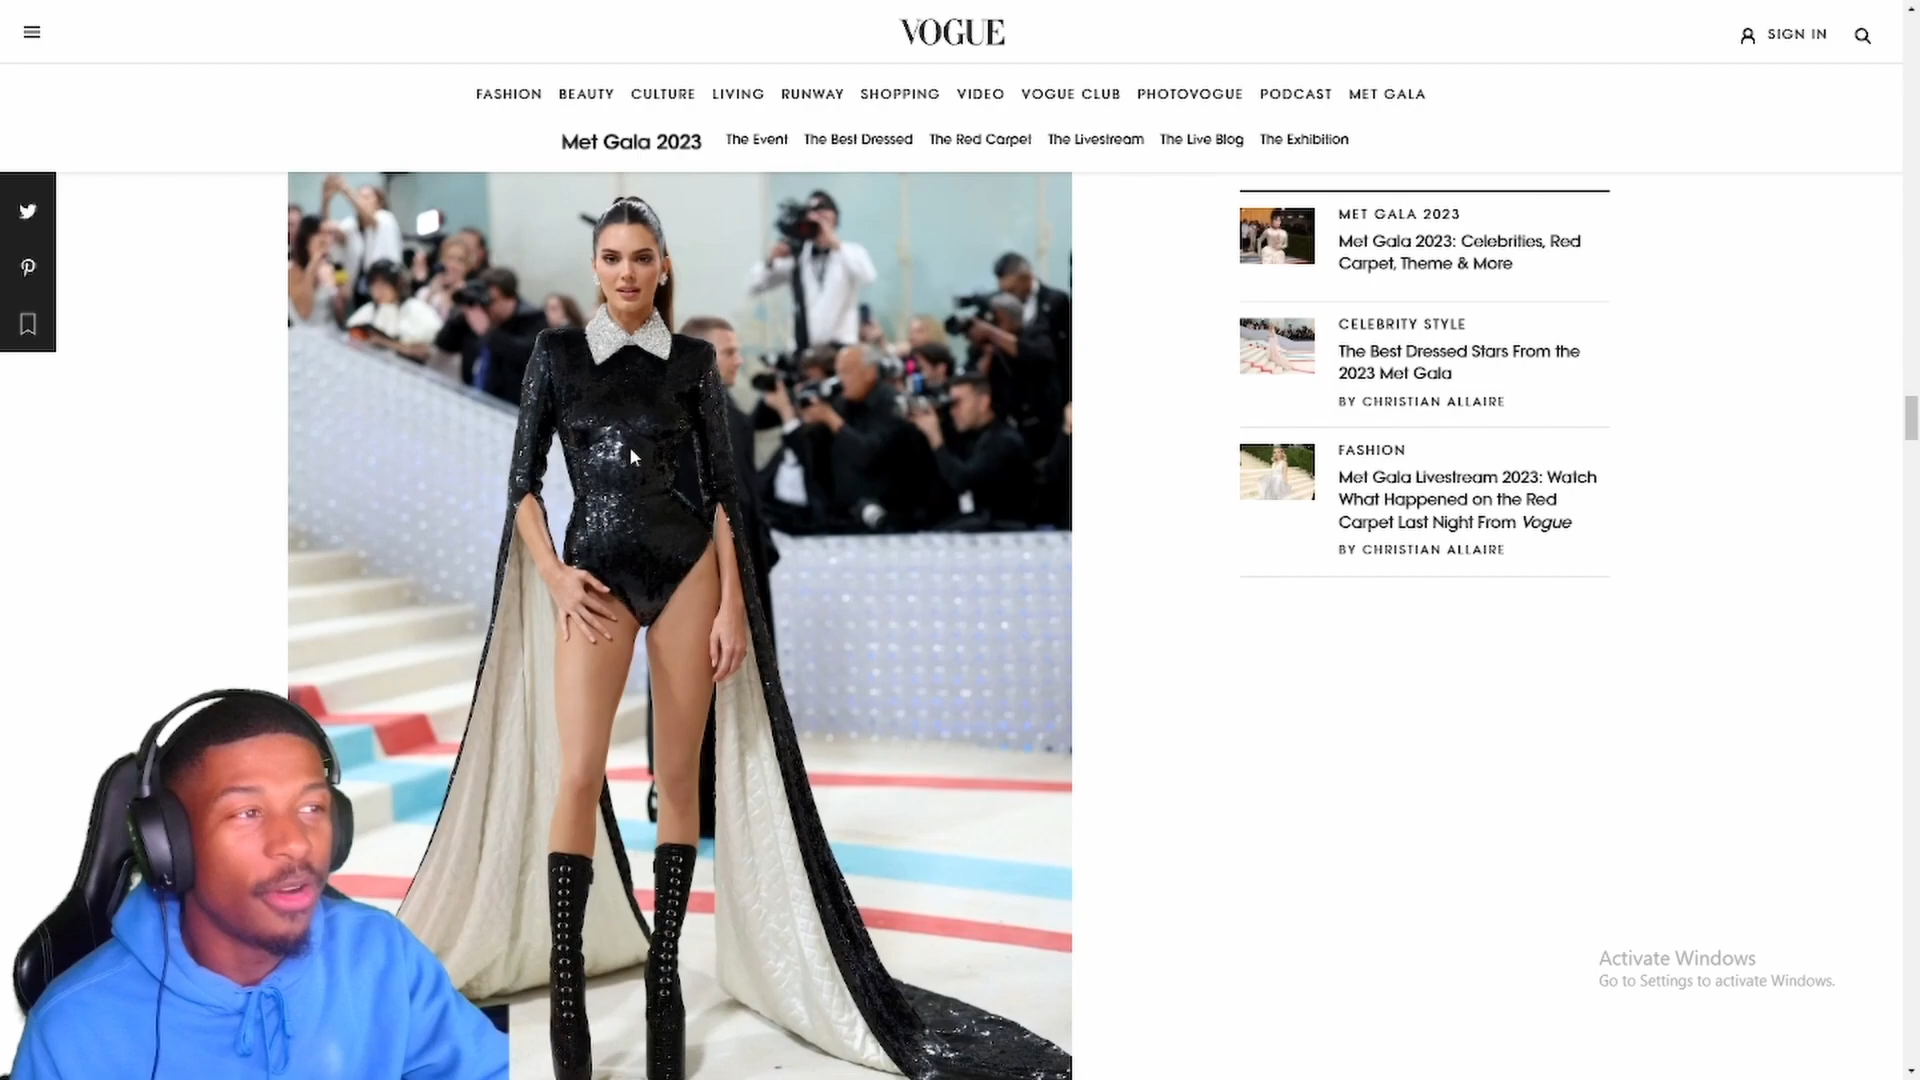 VOGUE
SIGN IN
FASHION BEAUTY CULTURE LIVING RUNWAY SHOPPING VIDEO VOGUE CLUB PHOTOVOGUE PODCAST MET GALA
Met Gala 2023 The Event The Best Dressed The Red Carpet The Livestream The Live Blog The Exhibition
MET GALA 2023
Met Gala 2023: Celebrities, Red
Carpet, Theme & More
CELEBRITY STYLE
The Best Dressed Stars From the
2023 Met Gala
BY CHRISTIAN ALLAIRE
FASHION
Met Gala Livestream 2023: Watch
What Happened on the Red
Carpet Last Night From Vogue
BY CHRISTIAN ALLAIRE
Activate Windows
Go to Settings to activate Windows.